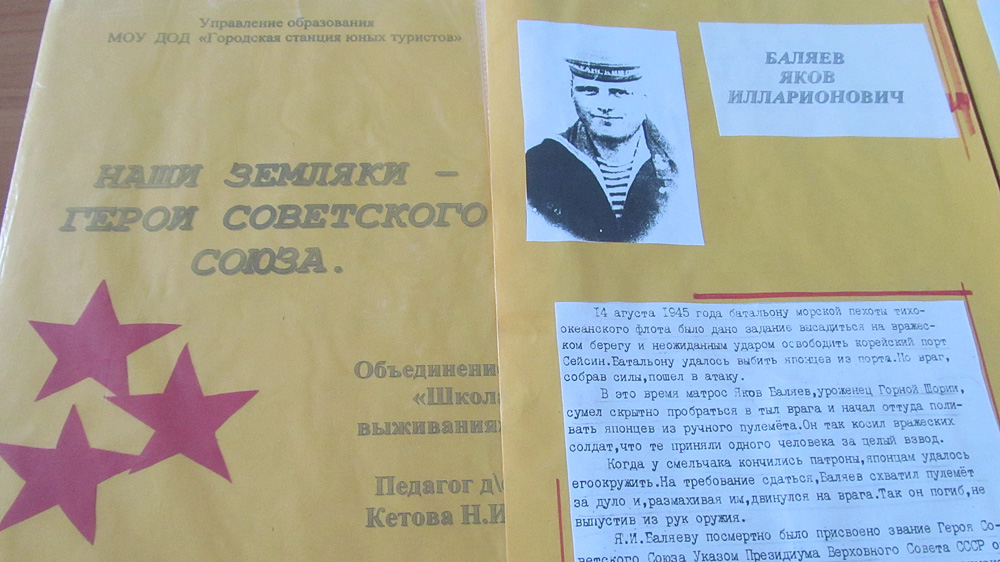 Управление образования
МОУ ДОД «Городская станция юных туристов»
НАШИ ЗЕМЛЯКИ –
ГЕРОИ СОВЕТСКОГО
СОЮЗА.
Объединение
«Школа
выживания»
Педагог д\о
Кетова Н.И
БАЛЯЕВ
ЯКОВ
ИЛЛАРИОНОВИЧ
14 агуста 1945 года батальону морской пехоты тихо-
океанского флота было дано задание высадиться на вражес-
ком берегу и неожиданным ударом освободить корейский порт
Сейсин.Батальону удалось выбить японцев из порта.Но враг,
собрав силы,пошел в атаку.
В это время матрос Яков Баляев,уроженец Горной Шории,
сумел скрытно пробраться в тыл врага и начал оттуда поли-
вать японцев из ручного пулемёта.Он так косил вражеских
солдат,что те приняли одного человека за целый взвод.
Когда у смельчака кончились патроны,японцам удалось
егоокружить.На требование сдаться,Баляев схватил пулемёт
за дуло и,размахивая им,двинулся на врага.Так он погиб,не
выпустив из рук оружия.
Я.И.Баляеву посмертно было присвоено звание Героя Со-
ветского Союза Указом Президиума Верховного Совета СССР о